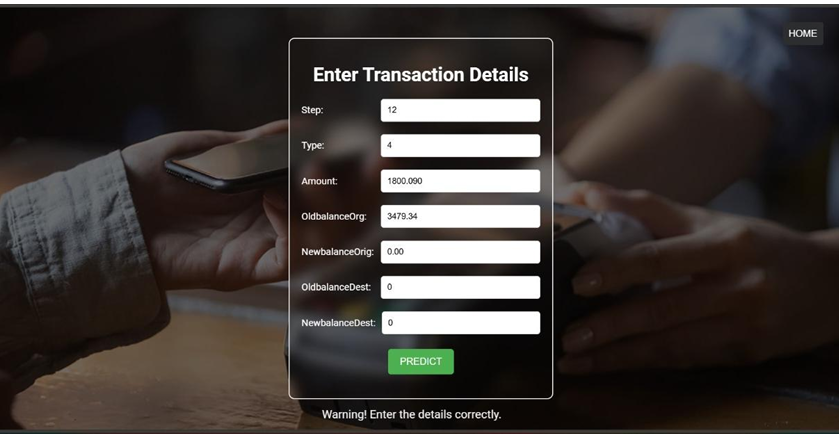 HOME
Enter Transaction Details
Step: 12
Type: 4
Amount: 1800.090
OldbalanceOrg: 3479.34
NewbalanceOrig: 0.00
OldbalanceDest: 0
NewbalanceDest: 0
PREDICT
Warning! Enter the details correctly.